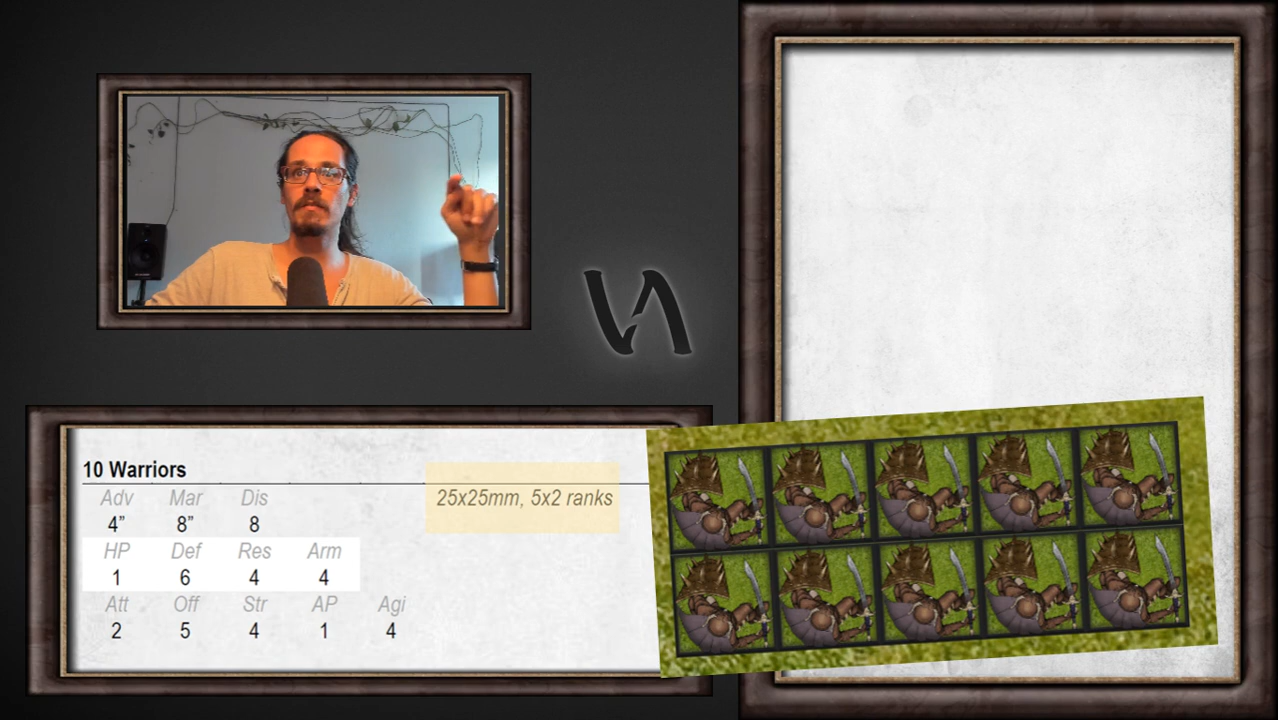 10 Warriors
Adv Mar Dis
4” 8” 8
25x25mm, 5x2 ranks
HP Def Res Arm
1 6 4 4
Att Off Str AP Agi
2 5 4 1 4